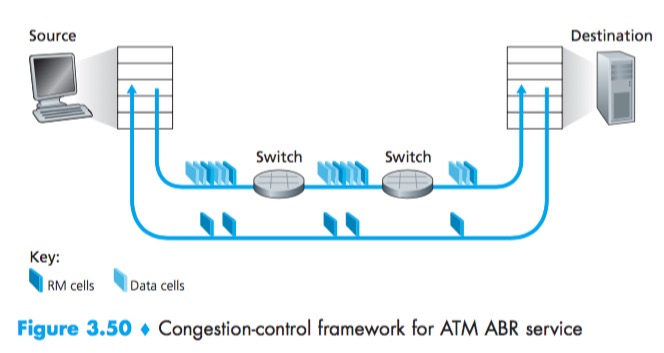 Source
Destination
Switch
Switch
Key:
RM cells
Data cells
Figure 3.50 ♦ Congestion-control framework for ATM ABR service